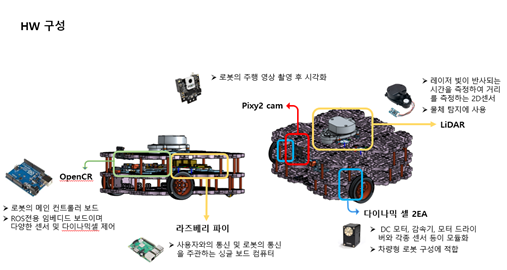 HW 구성
➢ 로봇의 주행 영상 촬영 후 시각화
➢ 레이저 빛이 반사되는
시간을 측정하여 거리
를 측정하는 2D센서
➢ 물체 탐지에 사용
Pixy2 cam
LiDAR
OpenCR
➢ 로봇의 메인 컨트롤러 보드
➢ ROS전용 임베디드 보드이며
다양한 센서 및 다이나믹셀 제어
라즈베리 파이
➢ 사용자와의 통신 및 로봇의 통신
을 주관하는 싱글 보드 컴퓨터
다이나믹 셀 2EA
➢ DC 모터, 감속기, 모터 드라이
버와 각종 센서 등이 모듈화
➢ 차량형 로봇 구성에 적합